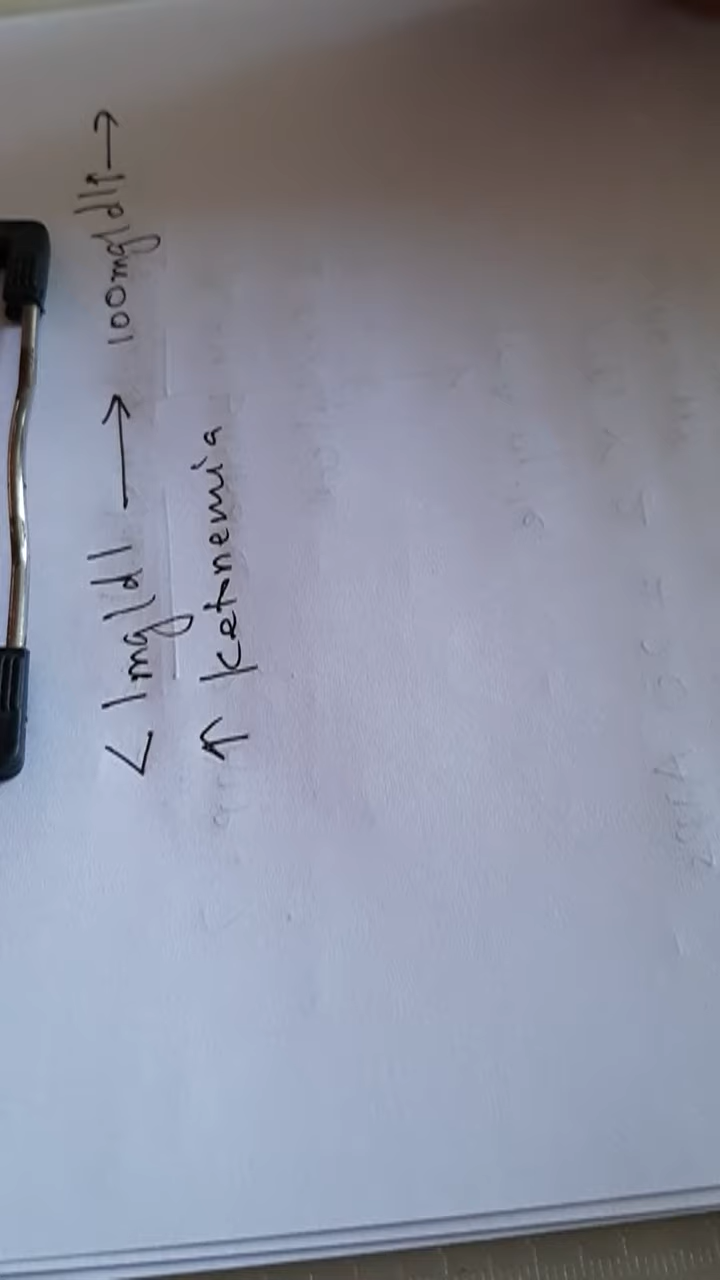 < 1mg/dl → 100mg/dl↑ →
↑ ketonemia